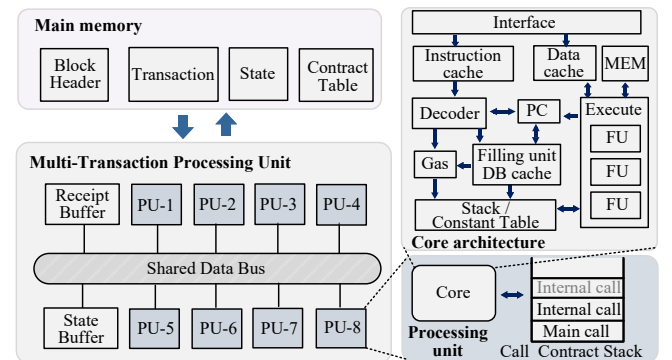 Main memory
Block
Header
Transaction
State
Contract
Table
Multi-Transaction Processing Unit
Receipt
Buffer
PU-1
PU-2
PU-3
PU-4
Shared Data Bus
State
Buffer
PU-5
PU-6
PU-7
PU-8
Interface
Instruction
cache
Data
cache
MEM
Decoder
PC
Execute
FU
FU
FU
Gas
Filling unit
DB cache
Stack /
Constant Table
Core architecture
Core
Processing
unit
Internal call
Internal call
Main call
Call Contract Stack